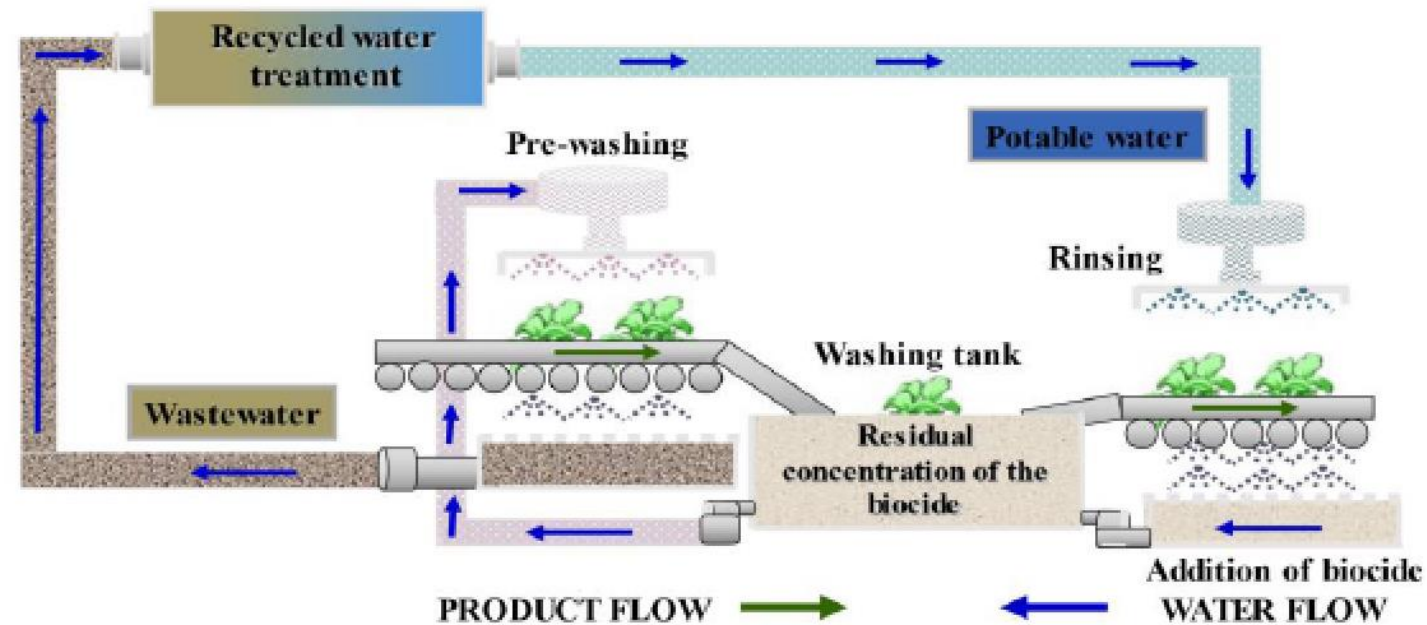 Recycled water
treatment
Potable water
Pre-washing
Rinsing
Washing tank
Wastewater
Residual
concentration of the
biocide
Addition of biocide
PRODUCT FLOW
WATER FLOW